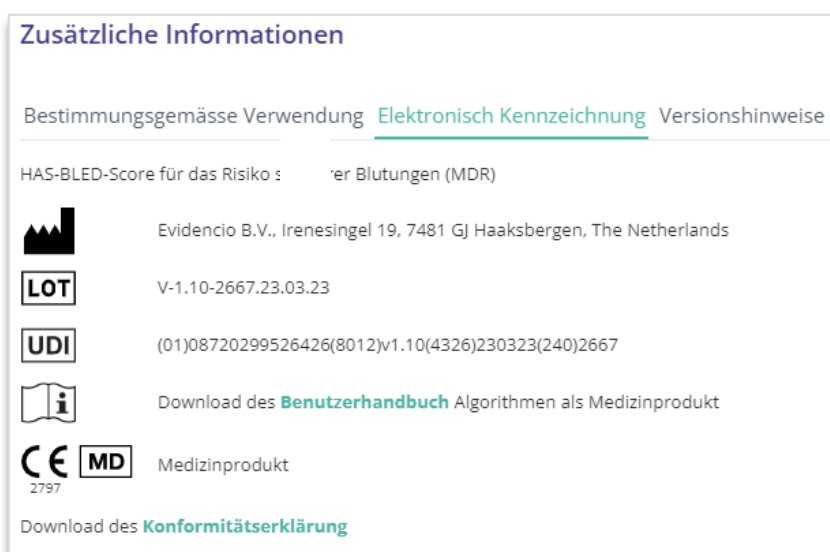 Zusätzliche Informationen
Bestimmungsgemässe Verwendung Elektronisch Kennzeichnung Versionshinweise
HAS-BLED-Score für das Risiko er Blutungen (MDR)
Evidencio B.V., Irenesingel 19, 7481 GJ Haaksbergen, The Netherlands
LOT V-1.10-2667.23.03.23
UDI (01)08720299526426(8012)v1.10(4326)230323(240)2667
i Download des Benutzerhandbuch Algorithmen als Medizinprodukt
CE MD Medizinprodukt
2797
Download des Konformitätserklärung